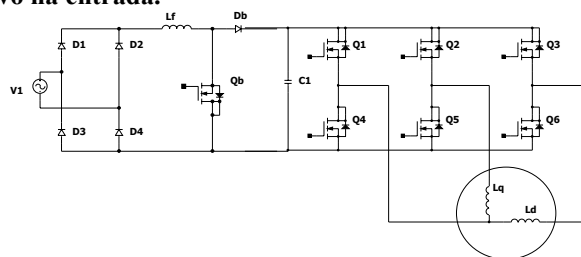 vo na entrada.
Lf
Db
D1
D2
Q1
Q2
Q3
Qb
C1
V1
D3
D4
Q4
Q5
Q6
Lq
Ld